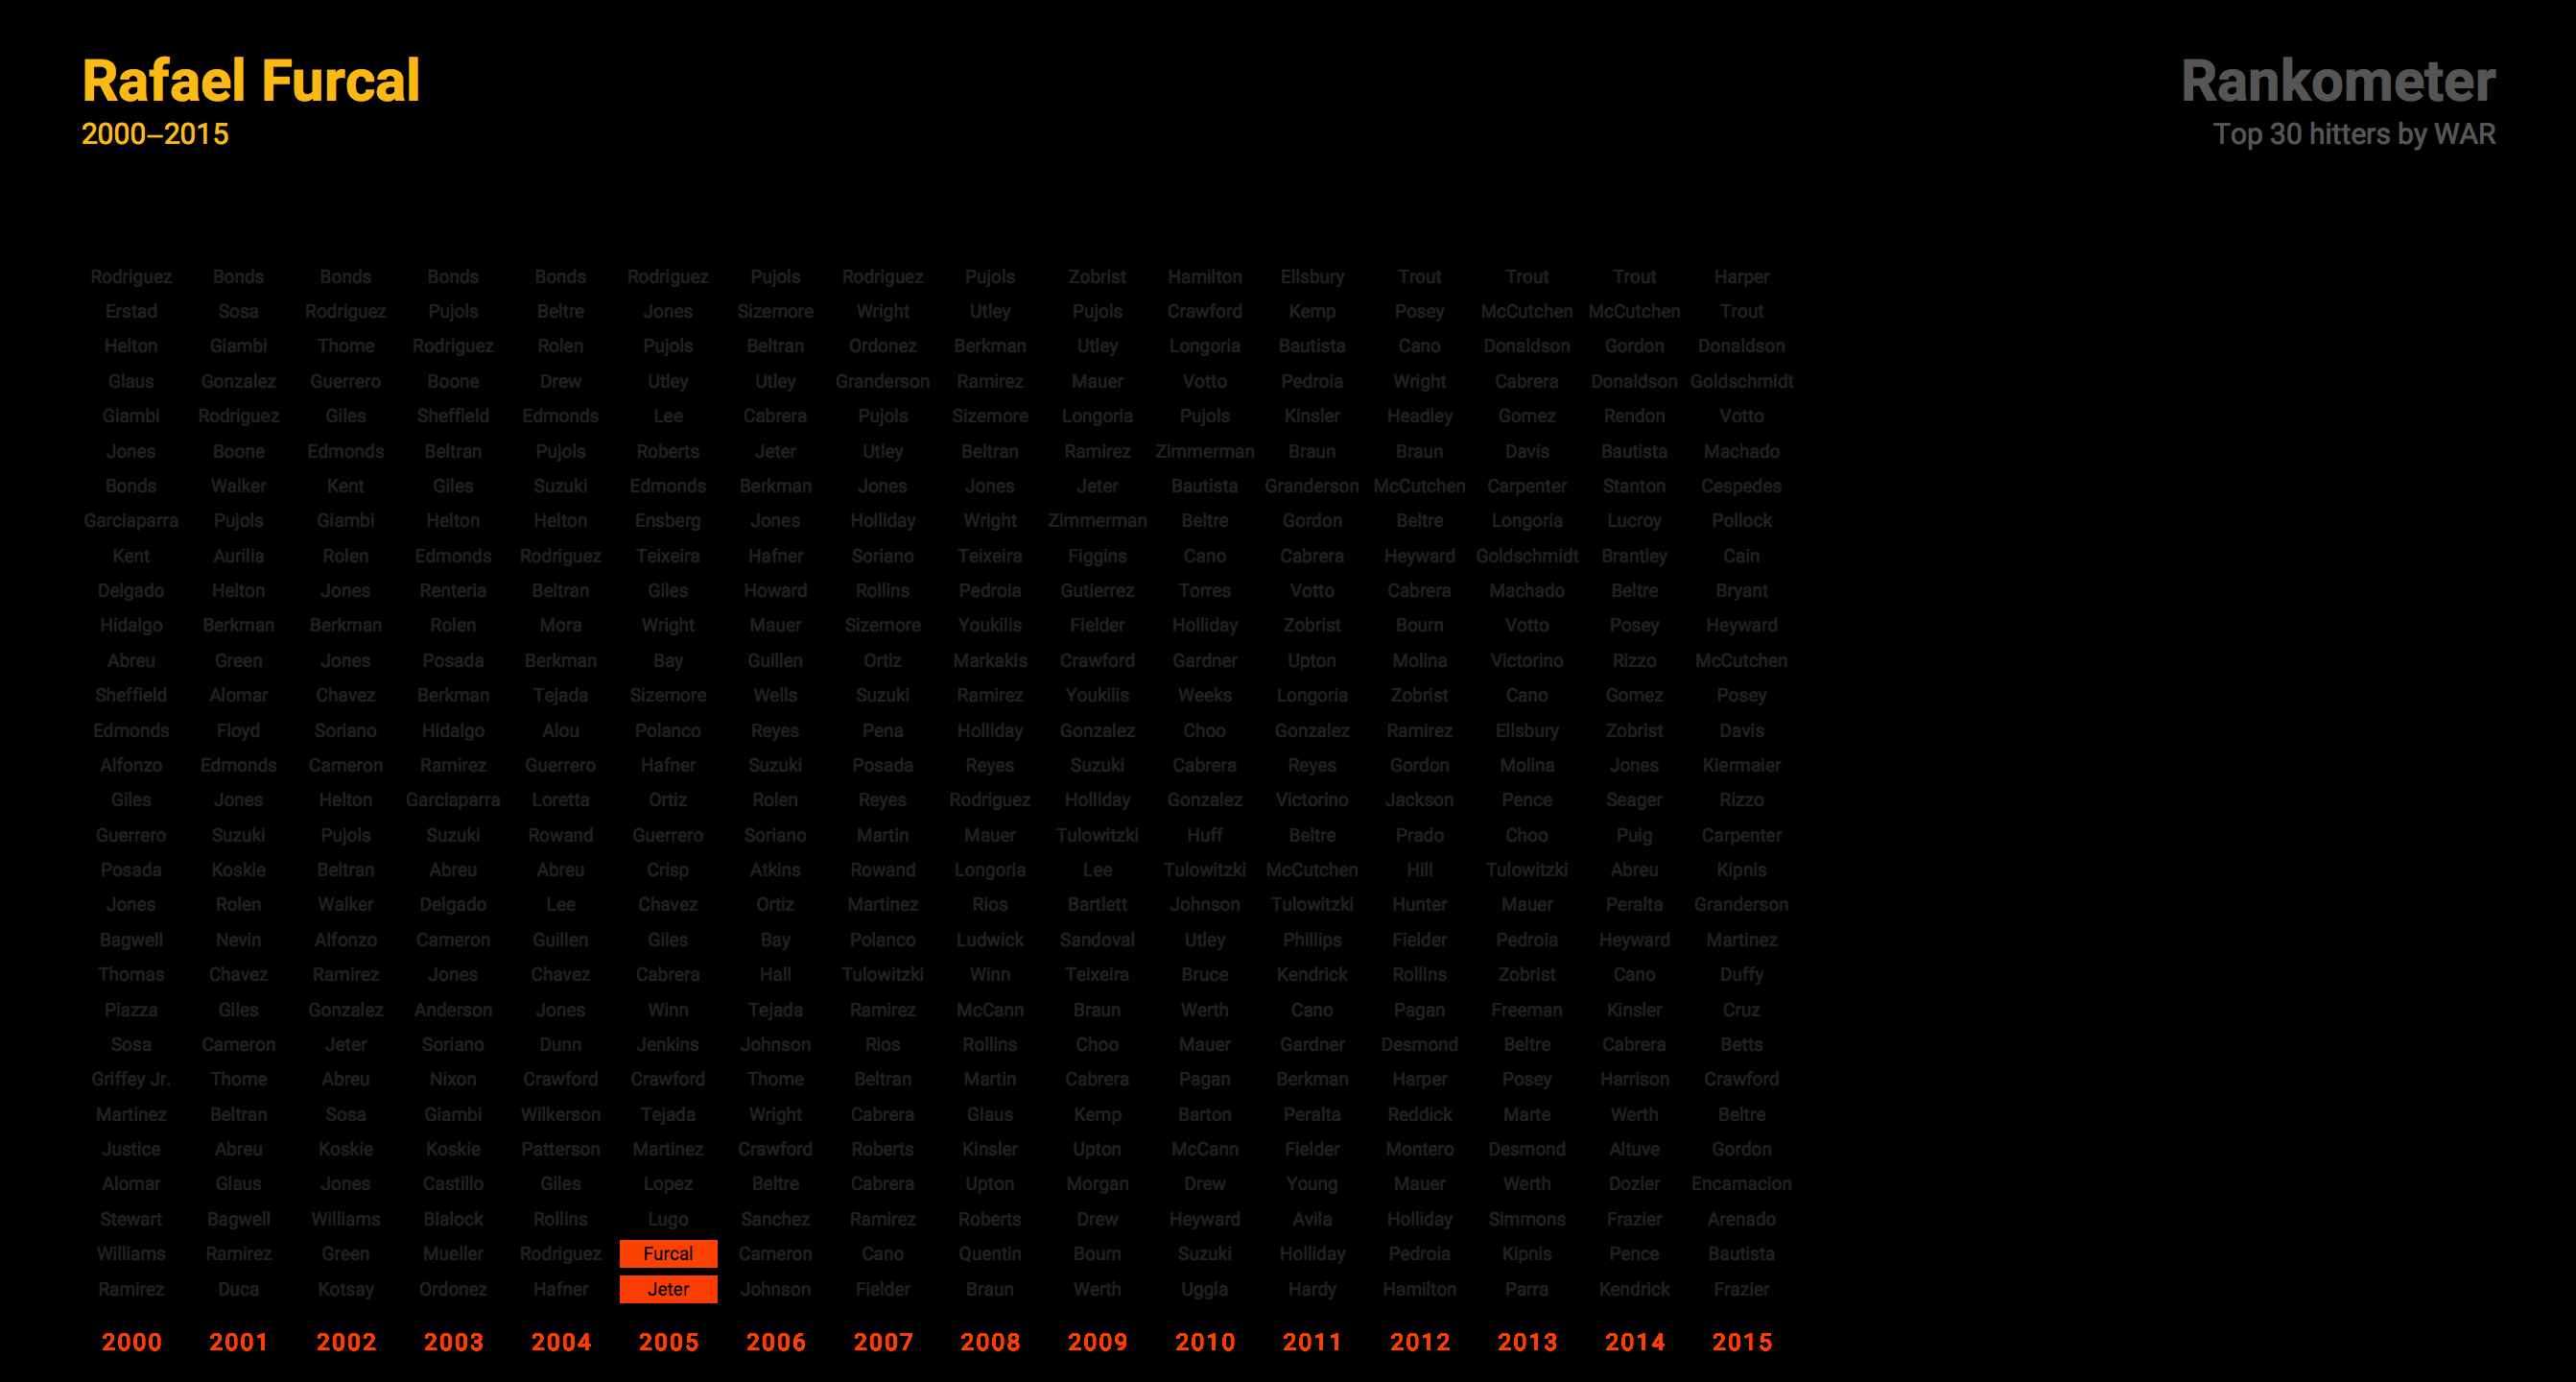 Rafael Furcal
2000–2015
Rankometer
Top 30 hitters by WAR
Rodriguez Bonds Bonds Bonds Bonds Rodriguez Pujols Rodriguez Pujols Zobrist Hamilton Ellsbury Trout Trout Trout Harper
Erstad Sosa Rodriguez Pujols Beltre Jones Sizemore Wright Utley Pujols Crawford Kemp Posey McCutchen McCutchen Trout
Helton Giambi Thome Rodriguez Rolen Pujols Beltran Ordonez Berkman Utley Longoria Bautista Cano Donaldson Gordon Donaldson
Glaus Gonzalez Guerrero Boone Drew Utley Utley Granderson Ramirez Mauer Votto Pedroia Wright Cabrera Donaldson Goldschmidt
Giambi Rodriguez Giles Sheffield Edmonds Lee Cabrera Pujols Sizemore Longoria Pujols Kinsler Headley Gomez Rendon Votto
Jones Boone Edmonds Beltran Pujols Roberts Jeter Utley Beltran Ramirez Zimmerman Braun Braun Davis Bautista Machado
Bonds Walker Kent Giles Suzuki Edmonds Berkman Jones Jones Jeter Bautista Granderson McCutchen Carpenter Stanton Cespedes
Garciaparra Pujols Giambi Helton Helton Ensberg Jones Holliday Wright Zimmerman Beltre Gordon Beltre Longoria Lucroy Pollock
Kent Aurilia Rolen Edmonds Rodriguez Teixeira Hafner Soriano Teixeira Figgins Cano Cabrera Heyward Goldschmidt Brantley Cain
Delgado Helton Jones Renteria Beltran Giles Howard Rollins Pedroia Gutierrez Torres Votto Cabrera Machado Beltre Bryant
Hidalgo Berkman Berkman Rolen Mora Wright Mauer Sizemore Youkilis Fielder Holliday Zobrist Bourn Votto Posey Heyward
Abreu Green Jones Posada Berkman Bay Guillen Ortiz Markakis Crawford Gardner Upton Molina Victorino Rizzo McCutchen
Sheffield Alomar Chavez Berkman Tejada Sizemore Wells Suzuki Ramirez Youkilis Weeks Longoria Zobrist Cano Gomez Posey
Edmonds Floyd Soriano Hidalgo Alou Polanco Reyes Pena Holliday Gonzalez Choo Gonzalez Ramirez Ellsbury Zobrist Davis
Alfonzo Edmonds Cameron Ramirez Guerrero Hafner Suzuki Posada Reyes Suzuki Cabrera Reyes Gordon Molina Jones Kiermaier
Giles Jones Helton Garciaparra Loretta Ortiz Rolen Reyes Rodriguez Holliday Gonzalez Victorino Jackson Pence Seager Rizzo
Guerrero Suzuki Pujols Suzuki Rowand Guerrero Soriano Martin Mauer Tulowitzki Huff Beltre Prado Choo Puig Carpenter
Posada Koskie Beltran Abreu Abreu Crisp Atkins Rowand Longoria Lee Tulowitzki McCutchen Hill Tulowitzki Abreu Kipnis
Jones Rolen Walker Delgado Lee Chavez Ortiz Martinez Rios Bartlett Johnson Tulowitzki Hunter Mauer Peralta Granderson
Bagwell Nevin Alfonzo Cameron Guillen Giles Bay Polanco Ludwick Sandoval Utley Phillips Fielder Pedroia Heyward Martinez
Thomas Chavez Ramirez Jones Chavez Cabrera Hall Tulowitzki Winn Teixeira Bruce Kendrick Rollins Zobrist Cano Duffy
Piazza Giles Gonzalez Anderson Jones Winn Tejada Ramirez McCann Braun Werth Cano Pagan Freeman Kinsler Cruz
Sosa Cameron Jeter Soriano Dunn Jenkins Johnson Rios Rollins Choo Mauer Gardner Desmond Beltre Cabrera Betts
Griffey Jr. Thome Abreu Nixon Crawford Crawford Thome Beltran Martin Cabrera Pagan Berkman Harper Posey Harrison Crawford
Martinez Beltran Sosa Giambi Wilkerson Tejada Wright Cabrera Glaus Kemp Barton Peralta Reddick Marte Werth Beltre
Justice Abreu Koskie Koskie Patterson Martinez Crawford Roberts Kinsler Upton McCann Fielder Montero Desmond Altuve Gordon
Alomar Glaus Jones Castillo Giles Lopez Beltre Cabrera Upton Morgan Drew Young Mauer Werth Dozier Encarnacion
Stewart Bagwell Williams Blalock Rollins Lugo Sanchez Ramirez Roberts Drew Heyward Avila Holliday Simmons Frazier Arenado
Williams Ramirez Green Mueller Rodriguez Furcal Cameron Cano Quentin Bourn Suzuki Holliday Pedroia Kipnis Pence Bautista
Ramirez Duca Kotsay Ordonez Hafner Jeter Johnson Fielder Braun Werth Uggla Hardy Hamilton Parra Kendrick Frazier
2000 2001 2002 2003 2004 2005 2006 2007 2008 2009 2010 2011 2012 2013 2014 2015